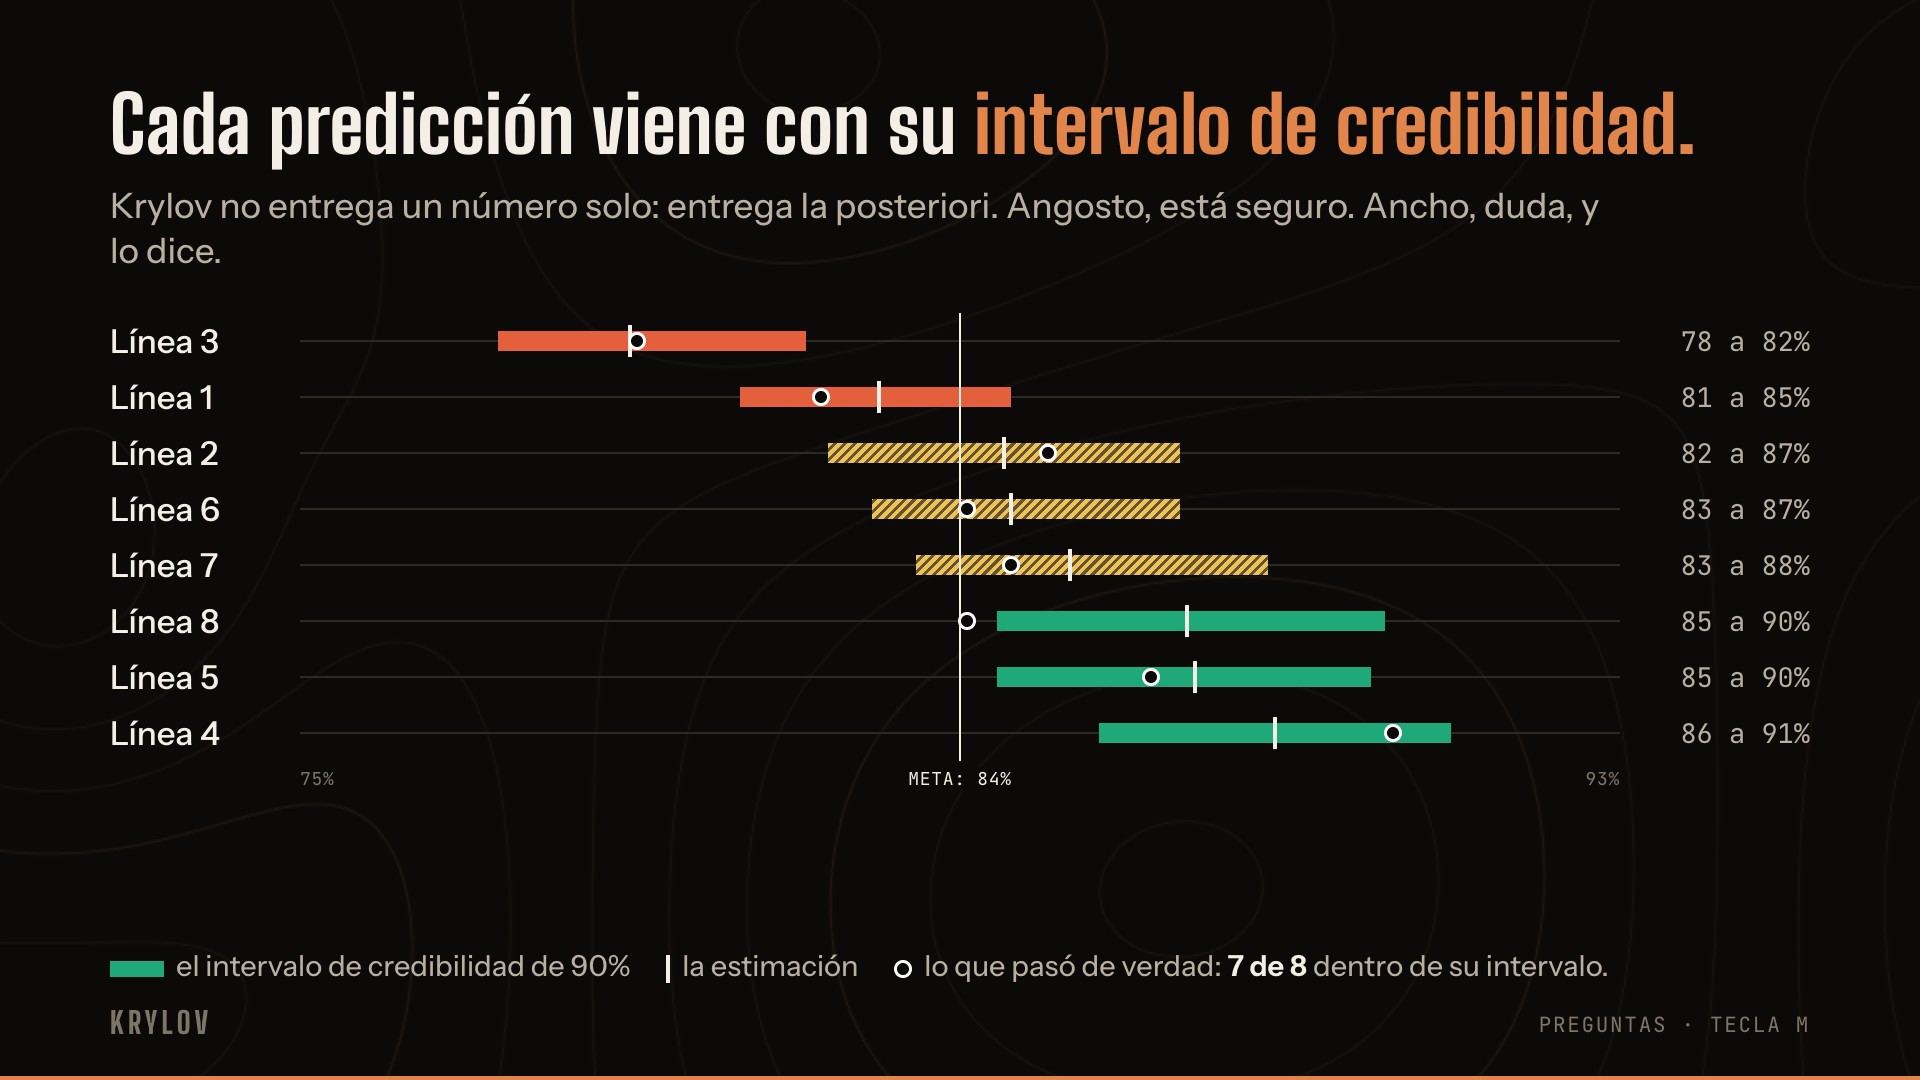 Cada predicción viene con su intervalo de credibilidad.
Krylov no entrega un número solo: entrega la posteriori. Angosto, está seguro. Ancho, duda, y
lo dice.
Línea 3 78 a 82%
Línea 1 81 a 85%
Línea 2 82 a 87%
Línea 6 83 a 87%
Línea 7 83 a 88%
Línea 8 85 a 90%
Línea 5 85 a 90%
Línea 4 86 a 91%
75% META: 84% 93%
el intervalo de credibilidad de 90% la estimación lo que pasó de verdad: 7 de 8 dentro de su intervalo.
KRYLOV PREGUNTAS · TECLA M